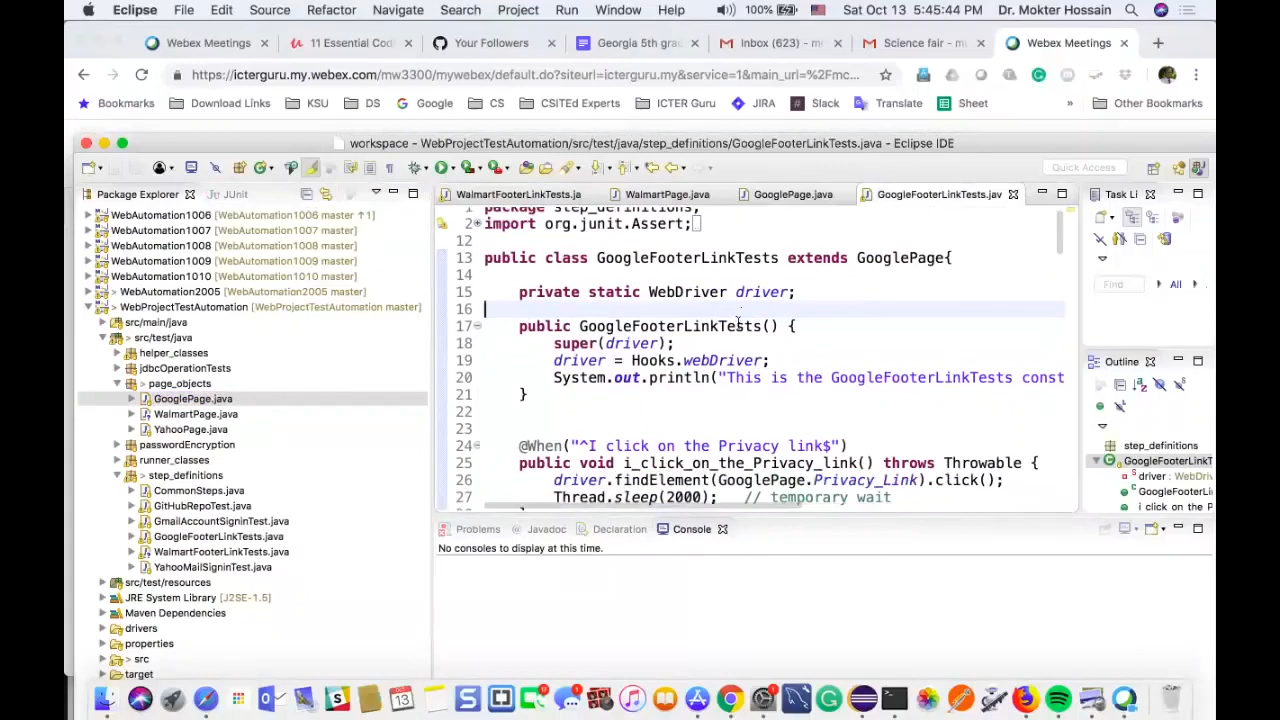 Eclipse File Edit Source Refactor Navigate Search Project Run Window Help 100% Sat Oct 13 5:45:44 PM Dr. Mokter Hossain
Webex Meetings 11 Essential Cod Your Followers Georgia 5th grad Inbox (623) - m Science fair - m Webex Meetings
https://icterguru.my.webex.com/mw3300/mywebex/default.do?siteurl=icterguru.my&service=1&main_url=%2Fmc...
Bookmarks Download Links KSU DS Google CS CSiTEd Experts ICTER Guru JIRA Slack Translate Sheet » Other Bookmarks
workspace - WebProjectTestAutomation/src/test/java/step_definitions/GoogleFooterLinkTests.java - Eclipse IDE
Quick Access
Package Explorer JUnit
WebAutomation1006 [WebAutomation1006 master ↑1]
WebAutomation1007 [WebAutomation1007 master]
WebAutomation1008 [WebAutomation1008 master]
WebAutomation1009 [WebAutomation1009 master]
WebAutomation1010 [WebAutomation1010 master]
> WebAutomation2005 [WebAutomation2005 master]
> WebProjectTestAutomation [WebProjectTestAutomation master]
src/main/java
> src/test/java
helper_classes
jdbcOperationTests
> page_objects
GooglePage.java
WalmartPage.java
YahooPage.java
passwordEncryption
runner_classes
> step_definitions
CommonSteps.java
GitHubRepoTest.java
GmailAccountSigninTest.java
GoogleFooterLinkTests.java
WalmartFooterLinkTests.java
YahooMailSigninTest.java
src/test/resources
JRE System Library [J2SE-1.5]
Maven Dependencies
drivers
properties
> src
target
WalmartFooterLinkTests.ja WalmartPage.java GooglePage.java GoogleFooterLinkTests.jav
1 package step_definitions;
2 import org.junit.Assert;
12
13 public class GoogleFooterLinkTests extends GooglePage{
14
15 private static WebDriver driver;
16
17 public GoogleFooterLinkTests() {
18 super(driver);
19 driver = Hooks.webDriver;
20 System.out.println("This is the GoogleFooterLinkTests const
21 }
22
23
24 @When("^I click on the Privacy link$")
25 public void i_click_on_the_Privacy_link() throws Throwable {
26 driver.findElement(GooglePage.Privacy_Link).click();
27 Thread.sleep(2000); // temporary wait
Task Li
Find All
Outline
step_definitions
GoogleFooterLinkT
driver : WebDriv
GoogleFooterLin
i click on the P
Problems Javadoc Declaration Console
No consoles to display at this time.